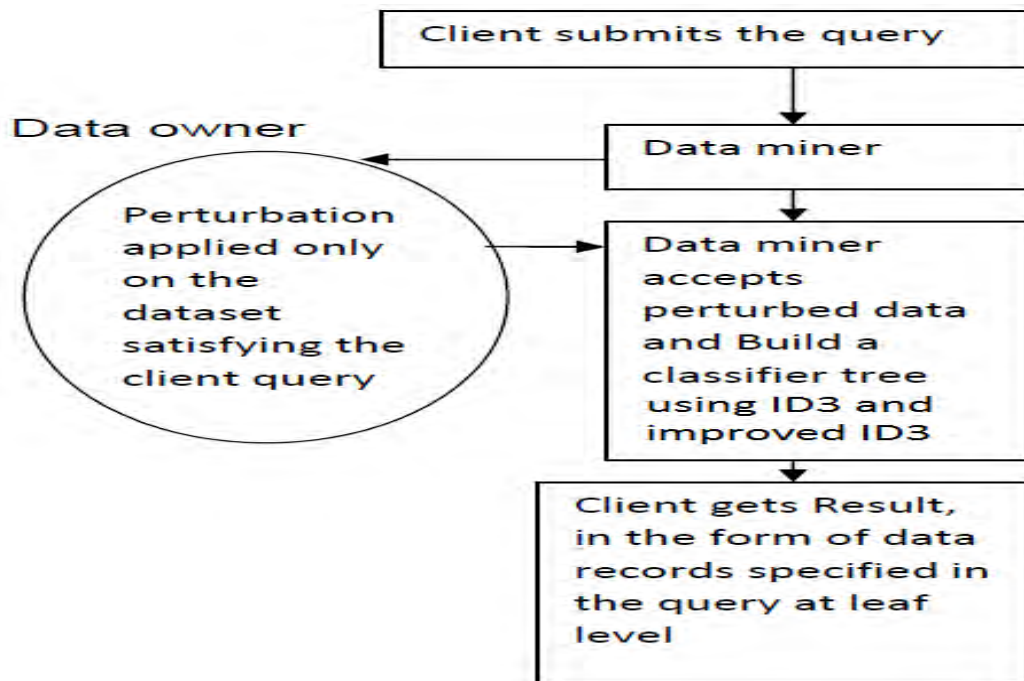 Client submits the query
Data owner
Data miner
Perturbation
applied only
on the
dataset
satisfying the
client query
Data miner
accepts
perturbed data
and Build a
classifier tree
using ID3 and
improved ID3
Client gets Result,
in the form of data
records specified in
the query at leaf
level